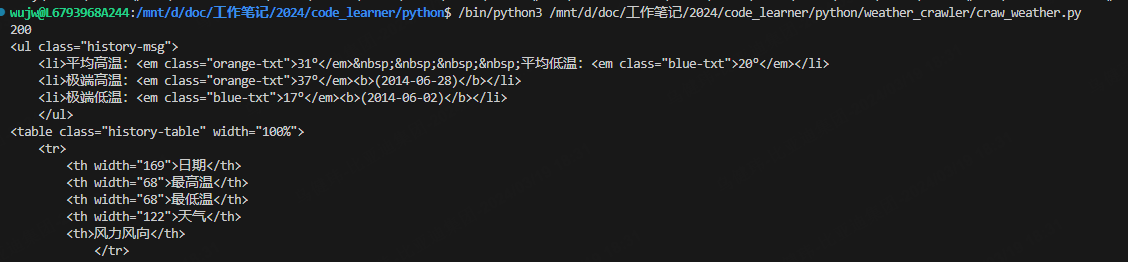 wujw@L6793968A244:/mnt/d/doc/工作笔记/2024/code_learner/python$ /bin/python3 /mnt/d/doc/工作笔记/2024/code_learner/python/weather_crawler/craw_weather.py
200
<ul class="history-msg">
    <li>平均高温: <em class="orange-txt">31°</em>&nbsp;&nbsp;&nbsp;&nbsp;平均低温: <em class="blue-txt">20°</em></li>
    <li>极端高温: <em class="orange-txt">37°</em><b>(2014-06-28)</b></li>
    <li>极端低温: <em class="blue-txt">17°</em><b>(2014-06-02)</b></li>
    </ul>
<table class="history-table" width="100%">
    <tr>
        <th width="169">日期</th>
        <th width="68">最高温</th>
        <th width="68">最低温</th>
        <th width="122">天气</th>
        <th>风力风向</th>
            </tr>